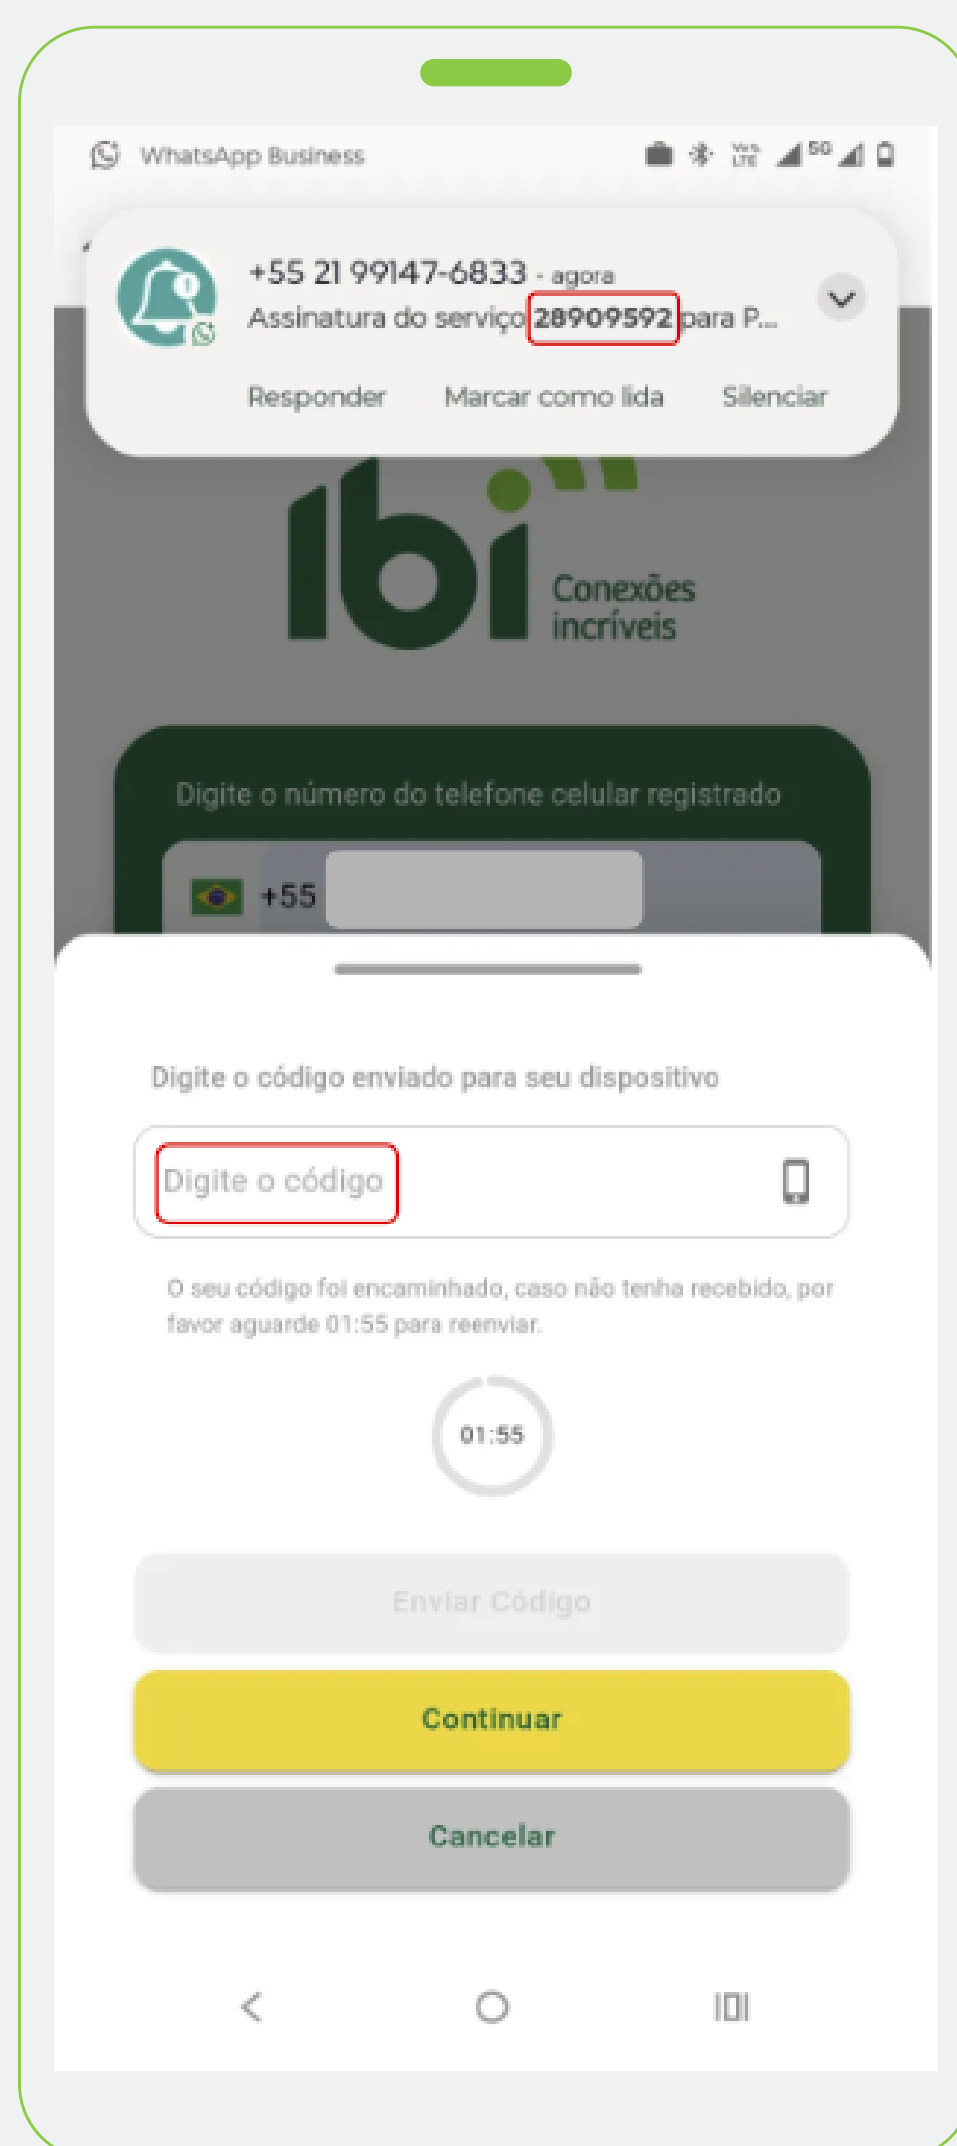 WhatsApp Business
5G
+55 21 99147-6833 - agora
Assinatura do serviço 28909592 para P...
Responder Marcar como lida Silenciar
Ibi
Conexões
incríveis
Digite o número do telefone celular registrado
+55
Digite o código enviado para seu dispositivo
Digite o código
O seu código foi encaminhado, caso não tenha recebido, por
favor aguarde 01:55 para reenviar.
01:55
Enviar Código
Continuar
Cancelar